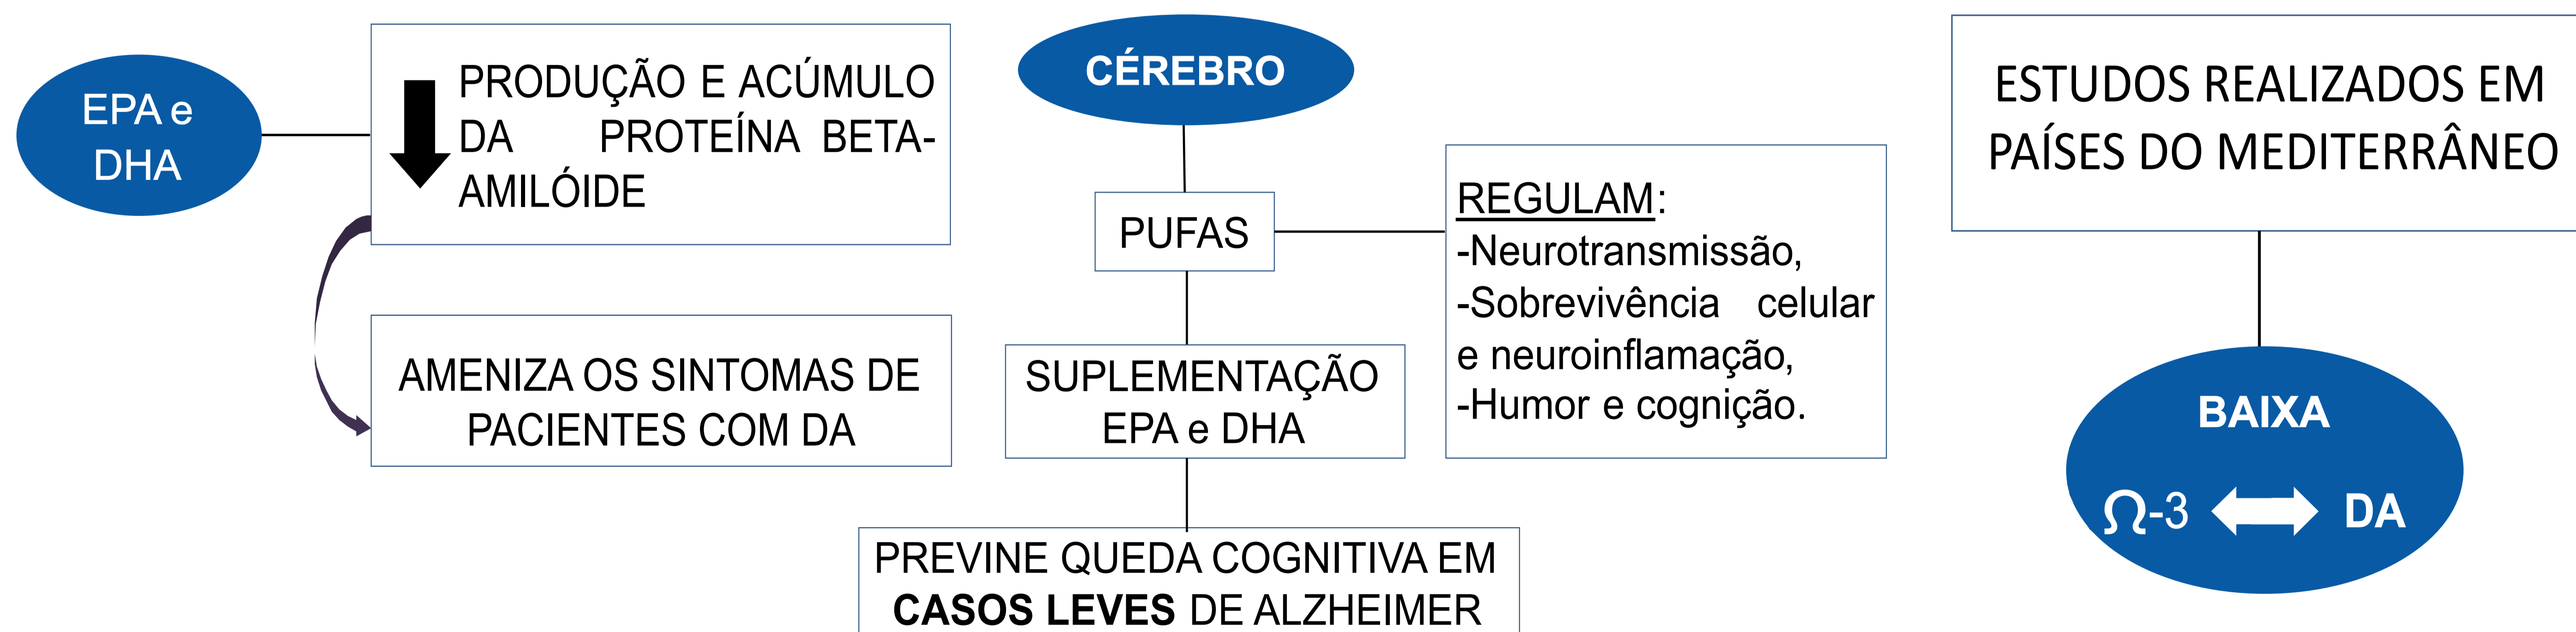 EPA e
DHA
PRODUÇÃO E ACÚMULO
DA PROTEÍNA BETA-
AMILÓIDE
AMENIZA OS SINTOMAS DE
PACIENTES COM DA
CÉREBRO
PUFAS
REGULAM:
-Neurotransmissão,
-Sobrevivência celular
e neuroinflamação,
-Humor e cognição.
SUPLEMENTAÇÃO
EPA e DHA
PREVINE QUEDA COGNITIVA EM
CASOS LEVES DE ALZHEIMER
ESTUDOS REALIZADOS EM
PAÍSES DO MEDITERRÂNEO
BAIXA
Ω-3 DA